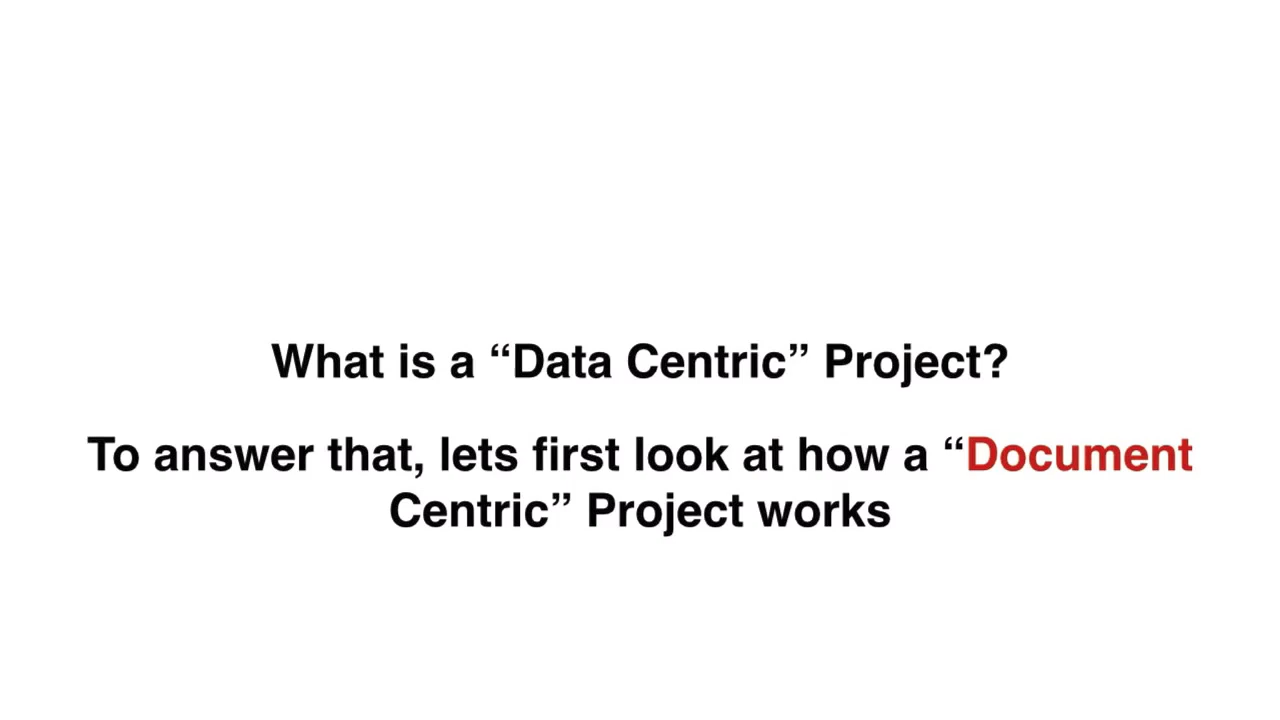 What is a “Data Centric” Project?
To answer that, lets first look at how a “Document
Centric” Project works